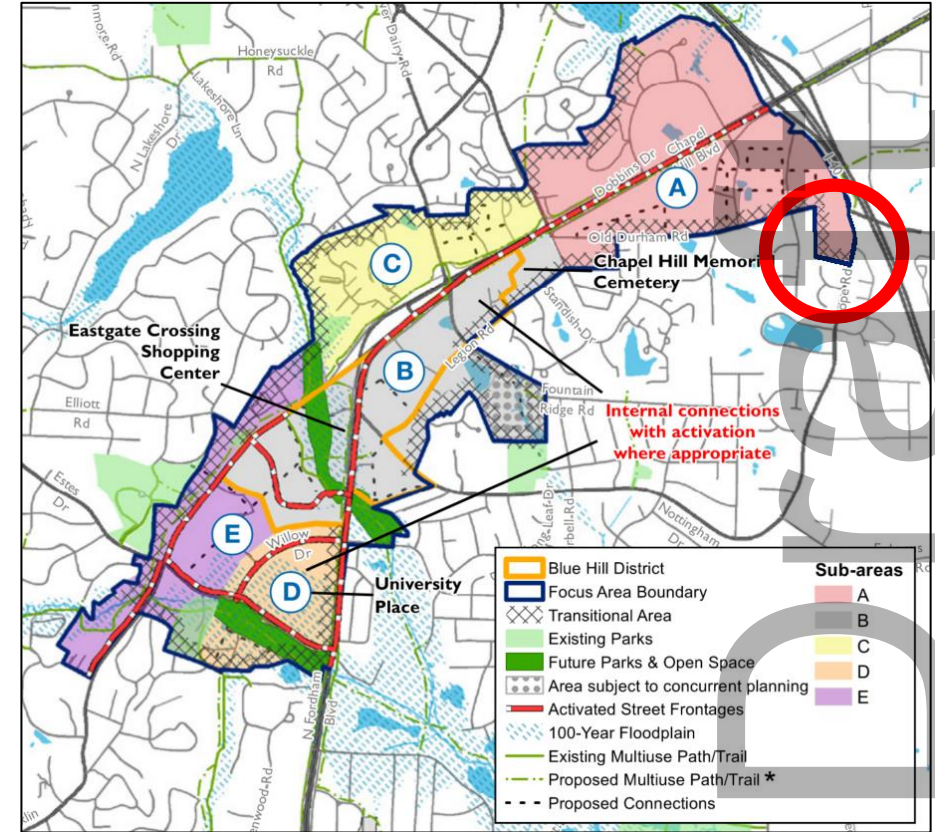 Honeysuckle
Rd
Lakeshore Ln
N Lakeshore
Dr
Dobbins Dr
Chapel
Hill Blvd
I-40
A
Old Durham Rd
C
Chapel Hill Memorial
Cemetery
Standish Dr
Legion Rd
Eastgate Crossing
Shopping
Center
B
Fountain
Ridge Rd
Elliott
Rd
Internal connections
with activation
where appropriate
Estes
Dr
Nottingham
Dr
E
Willow
Dr
D
University
Place
N Fordham
Blvd
Blue Hill District
Focus Area Boundary
Transitional Area
Existing Parks
Future Parks & Open Space
Area subject to concurrent planning
Activated Street Frontages
100-Year Floodplain
Existing Multiuse Path/Trail
Proposed Multiuse Path/Trail *
Proposed Connections
Sub-areas
A
B
C
D
E
Draft